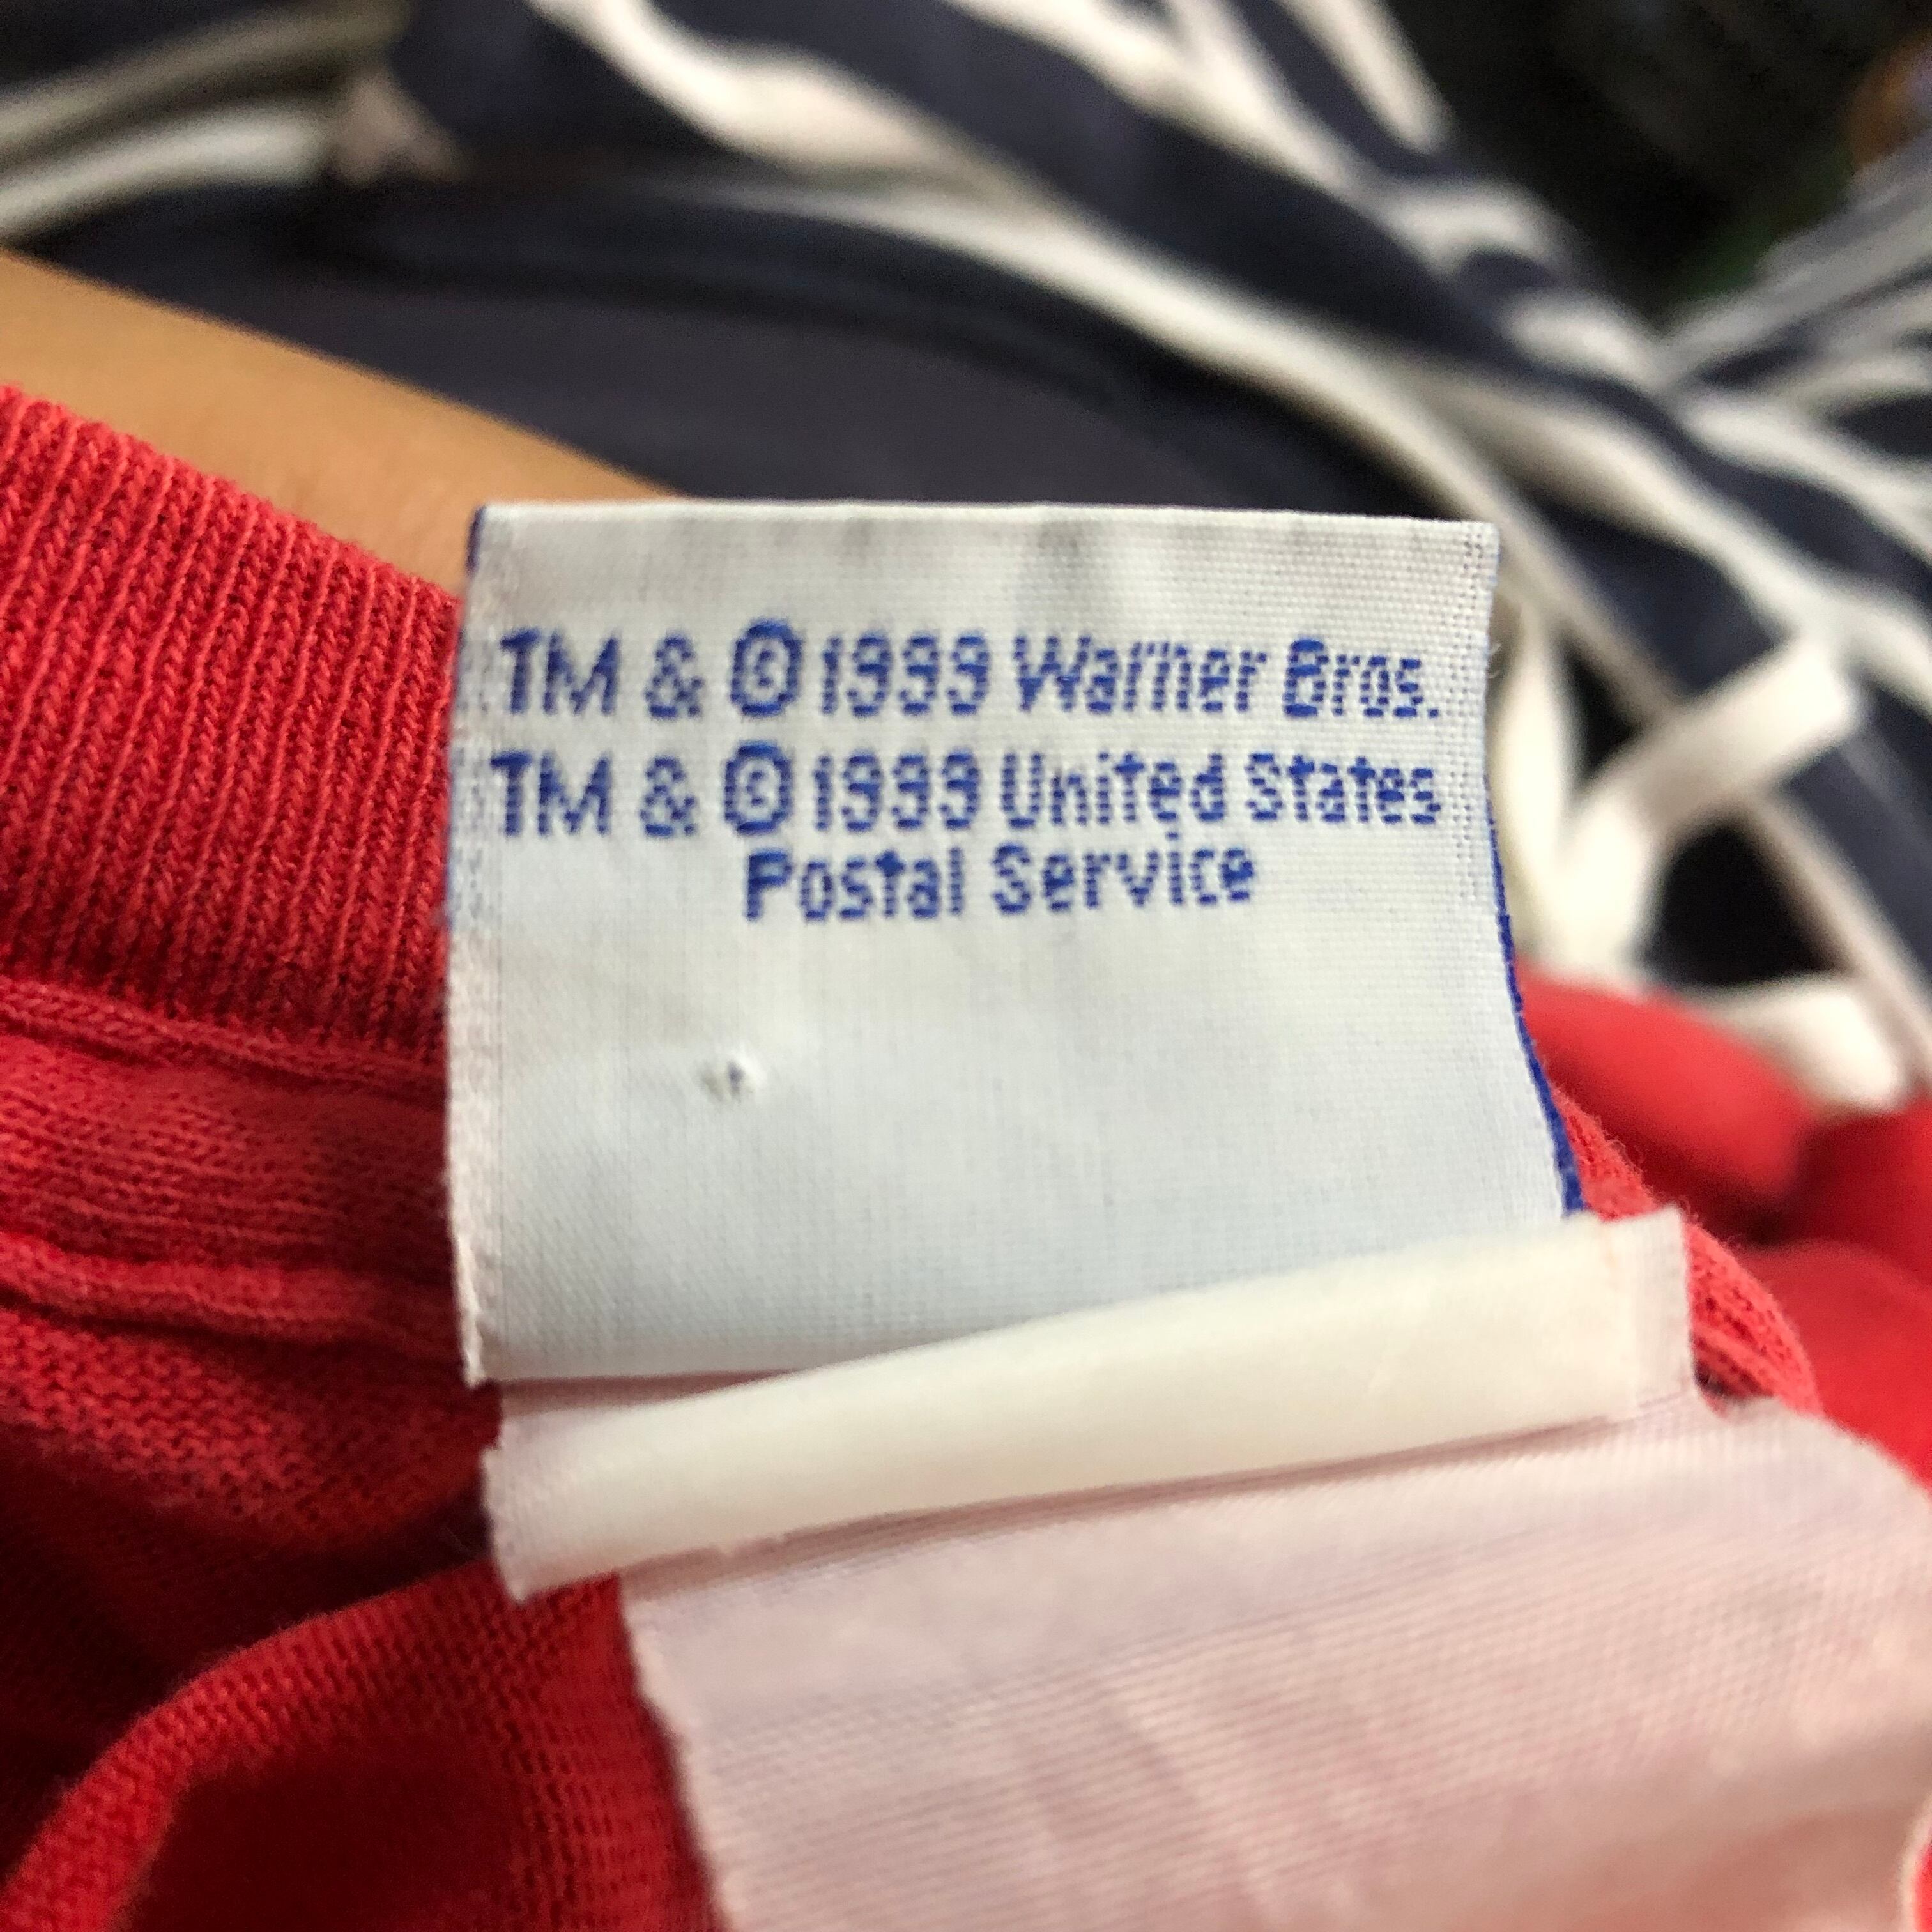 TM & ©1999 Warner Bros.
TM & ©1999 United States
Postal Service